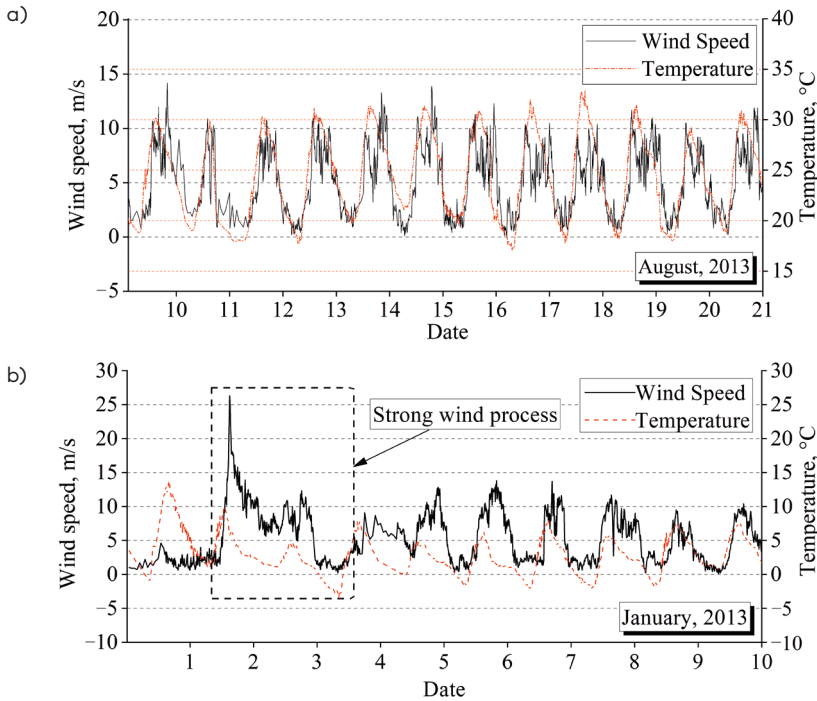 a)
20
15
10
5
0
−5
Wind speed, m/s
Wind Speed
Temperature
40
35
30
25
20
15
Temperature, °C
August, 2013
10 11 12 13 14 15 16 17 18 19 20 21
Date
b)
30
25
20
15
10
5
0
−5
−10
Wind speed, m/s
Strong wind process
Wind Speed
Temperature
30
25
20
15
10
5
0
−5
−10
Temperature, °C
January, 2013
1 2 3 4 5 6 7 8 9 10
Date